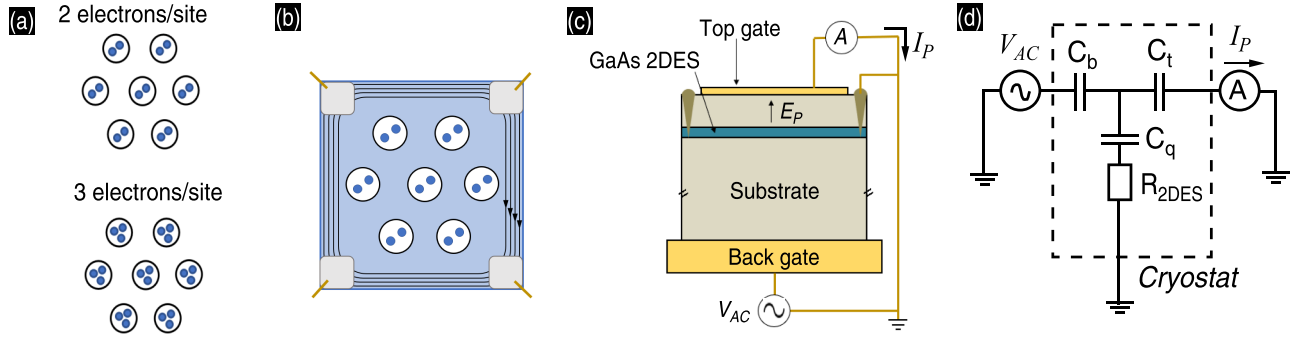 (a)
2 electrons/site
3 electrons/site
(b)
(c)
Top gate
A
I_P
GaAs 2DES
E_P
Substrate
Back gate
V_AC
(d)
V_AC
C_b
C_t
I_P
A
C_q
R_2DES
Cryostat